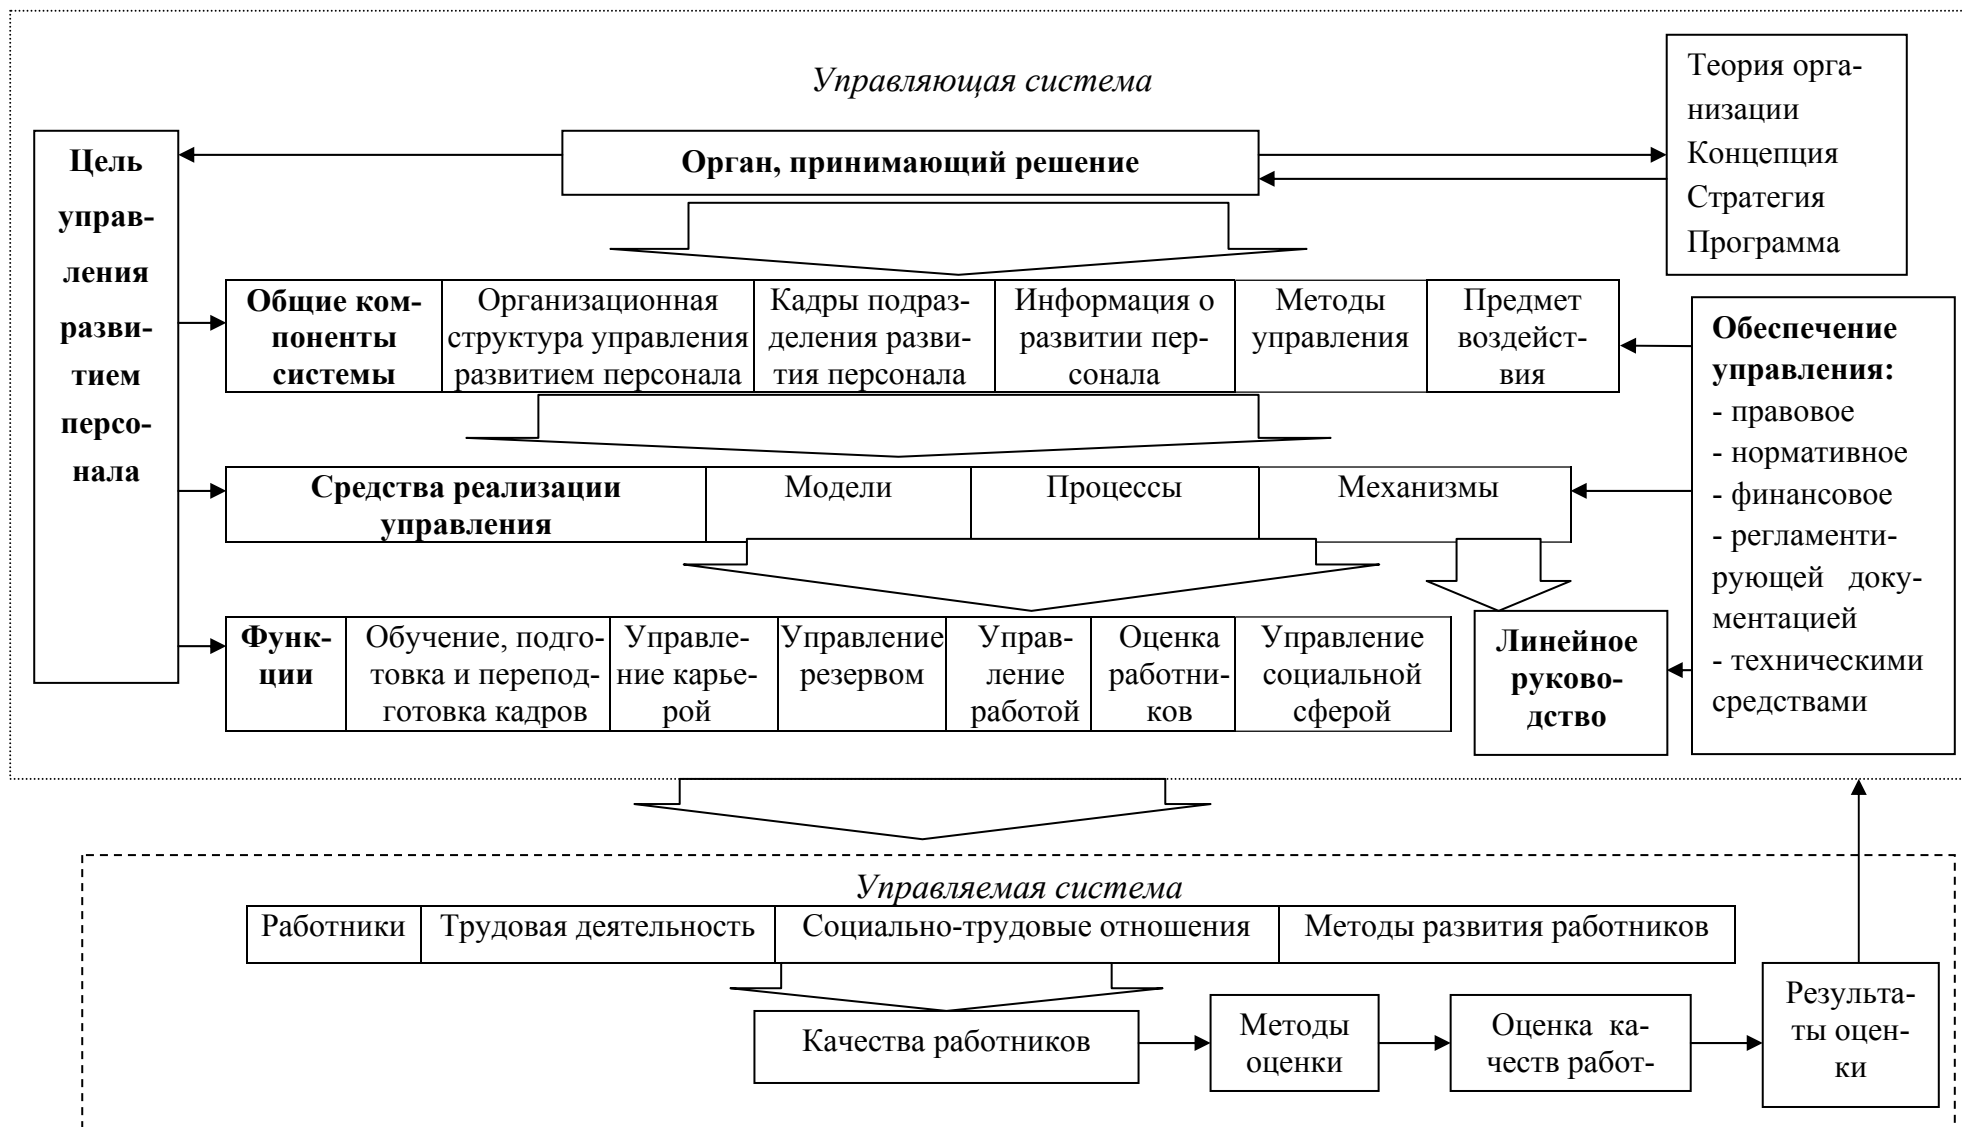 Управляющая система
Теория орга-
низации
Концепция
Стратегия
Программа
Цель
управ-
ления
разви-
тием
персо-
нала
Орган, принимающий решение
Общие ком-
поненты
системы
Организационная
структура управления
развитием персонала
Кадры подраз-
деления разви-
тия персонала
Информация о
развитии пер-
сонала
Методы
управления
Предмет
воздейст-
вия
Обеспечение
управления:
- правовое
- нормативное
- финансовое
- регламенти-
рующей доку-
ментацией
- техническими
средствами
Средства реализации
управления
Модели
Процессы
Механизмы
Функ-
ции
Обучение, подго-
товка и перепод-
готовка кадров
Управле-
ние карье-
рой
Управление
резервом
Управ-
ление
работой
Оценка
работни-
ков
Управление
социальной
сферой
Линейное
руково-
дство
Управляемая система
Работники
Трудовая деятельность
Социально-трудовые отношения
Методы развития работников
Качества работников
Методы
оценки
Оценка ка-
честв работ-
Результа-
ты оцен-
ки